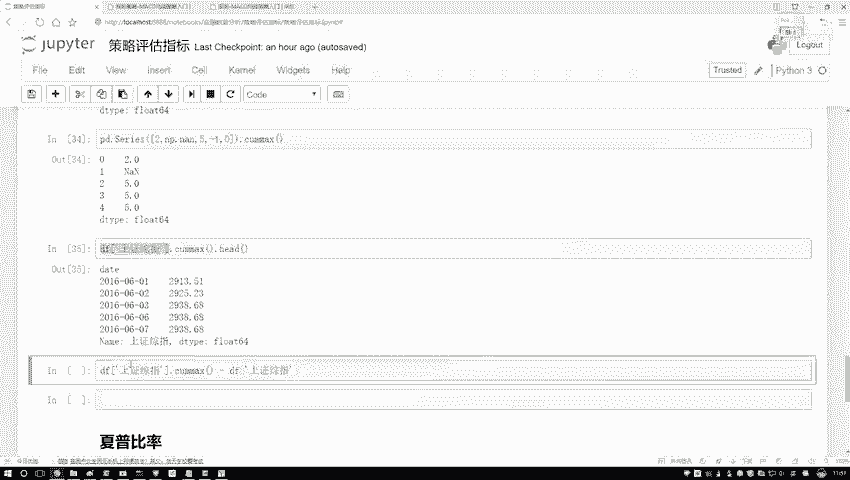 http://localhost:8888/notebooks/
jupyter 策略评估指标 Last Checkpoint: an hour ago (autosaved)
Logout
File Edit View Insert Cell Kernel Widgets Help
Trusted Python 3
Code
dtype: float64
In [34]: pd.Series([2,np.nan,5,-1,0]).cummax()
Out[34]: 0 2.0
1 NaN
2 5.0
3 5.0
4 5.0
dtype: float64
In [35]: df['上证综指'].cummax().head()
Out[35]: date
2016-06-01 2913.51
2016-06-02 2925.23
2016-06-03 2938.68
2016-06-06 2938.68
2016-06-07 2938.68
Name: 上证综指, dtype: float64
In [ ]: df['上证综指'].cummax() - df['上证综指']
In [ ]:
夏普比率
11:57